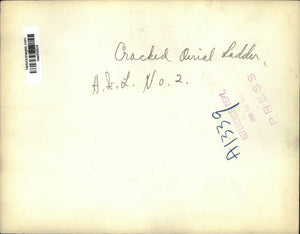 Cracked Aerial Ladder,
H. & L. No. 2.
A1339
PRESS